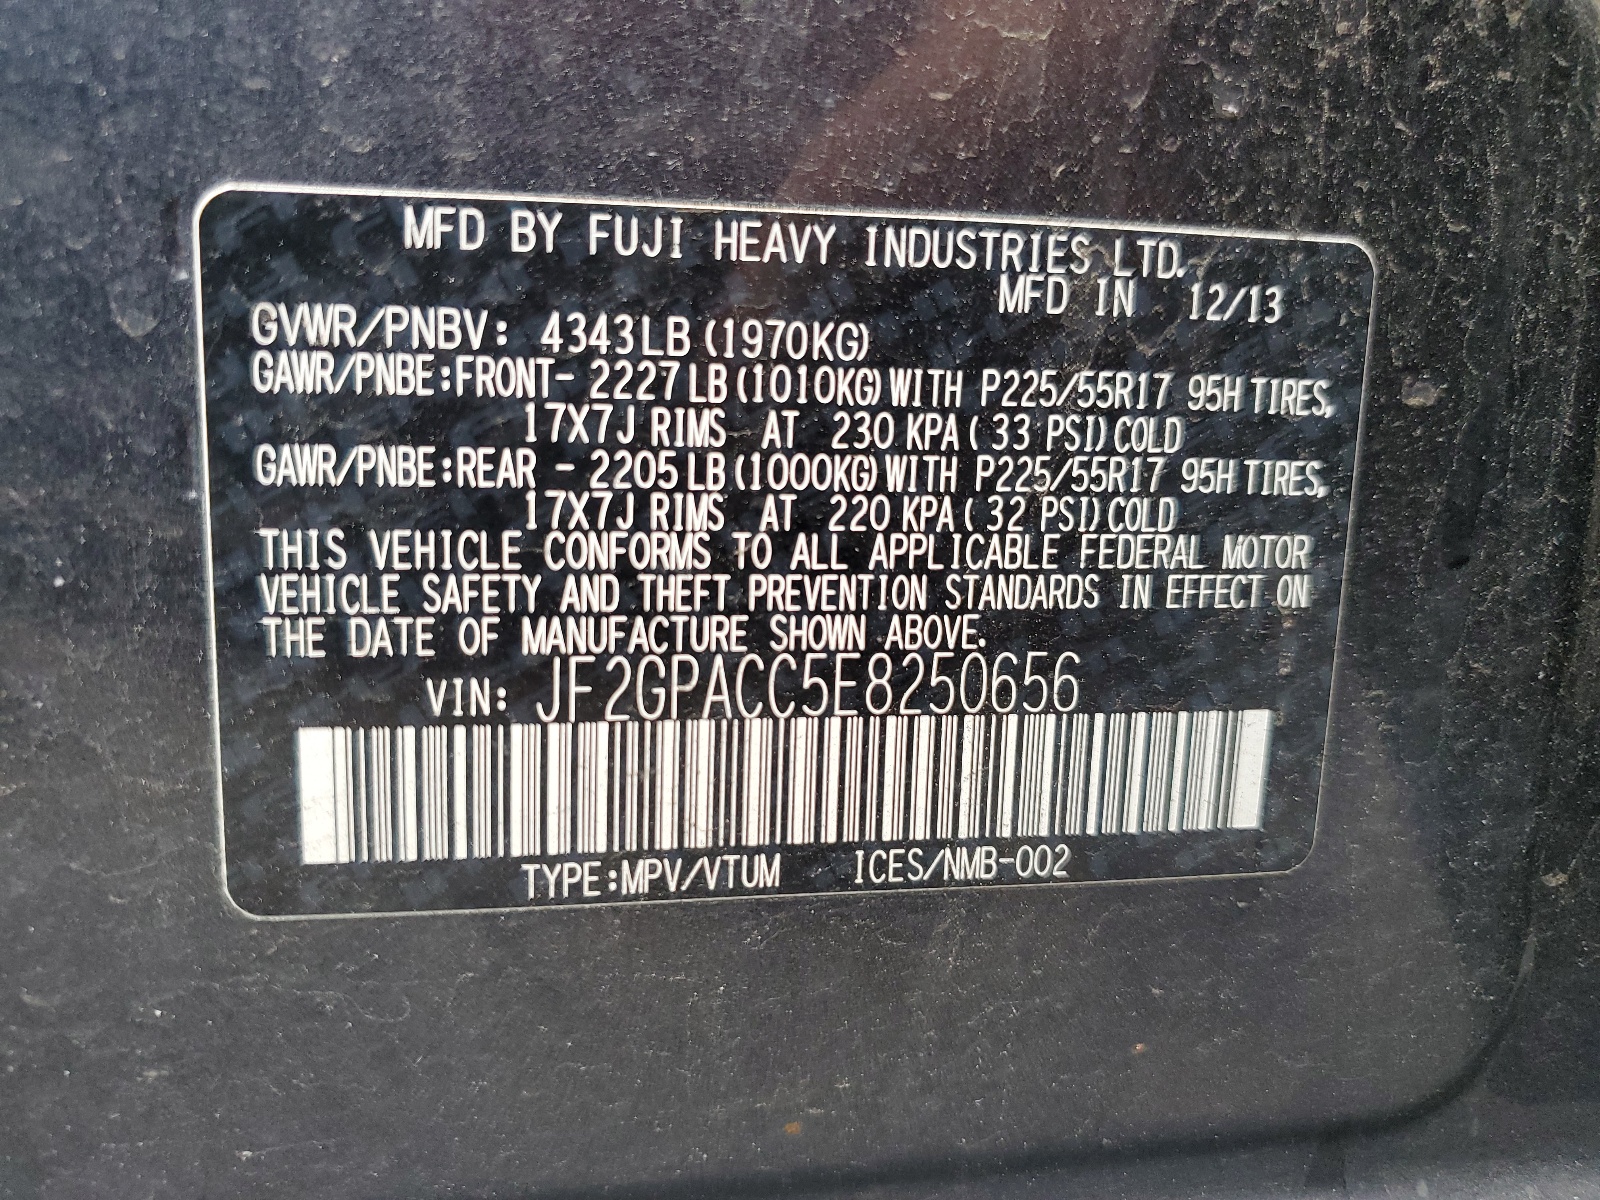 MFD BY FUJI HEAVY INDUSTRIES LTD.
MFD IN 12/13
GVWR/PNBV: 4343LB (1970KG)
GAWR/PNBE:FRONT- 2227LB(1010KG)WITH P225/55R17 95H TIRES,
17X7J RIMS AT 230 KPA( 33 PSI)COLD
GAWR/PNBE:REAR - 2205LB(1000KG)WITH P225/55R17 95H TIRES,
17X7J RIMS AT 220 KPA( 32 PSI)COLD
THIS VEHICLE CONFORMS TO ALL APPLICABLE FEDERAL MOTOR
VEHICLE SAFETY AND THEFT PREVENTION STANDARDS IN EFFECT ON
THE DATE OF MANUFACTURE SHOWN ABOVE.
VIN: JF2GPACC5E8250656
TYPE:MPV/VTUM ICES/NMB-002